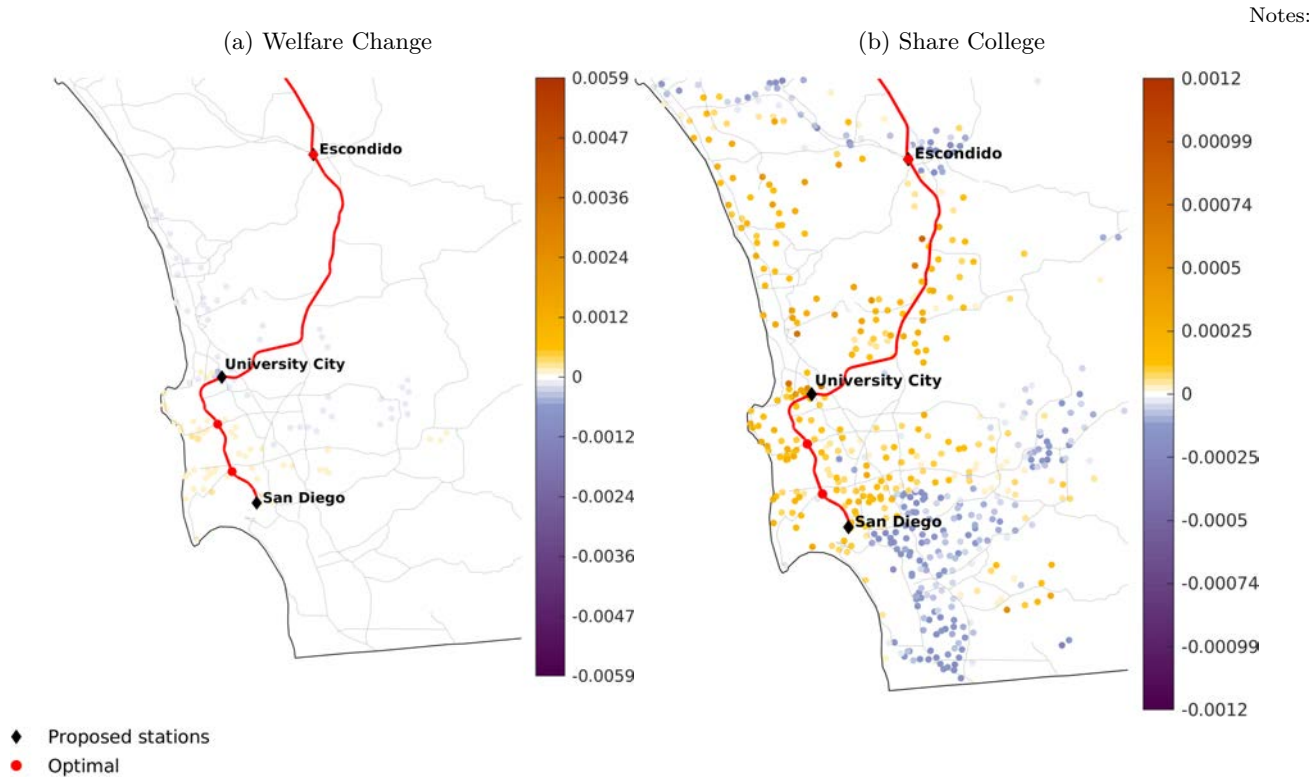 Notes:
(a) Welfare Change
(b) Share College
0.0059
0.0047
0.0036
0.0024
0.0012
0
-0.0012
-0.0024
-0.0036
-0.0047
-0.0059
Escondido
University City
San Diego
0.0012
0.00099
0.00074
0.0005
0.00025
0
-0.00025
-0.0005
-0.00074
-0.00099
-0.0012
Escondido
University City
San Diego
Proposed stations
Optimal